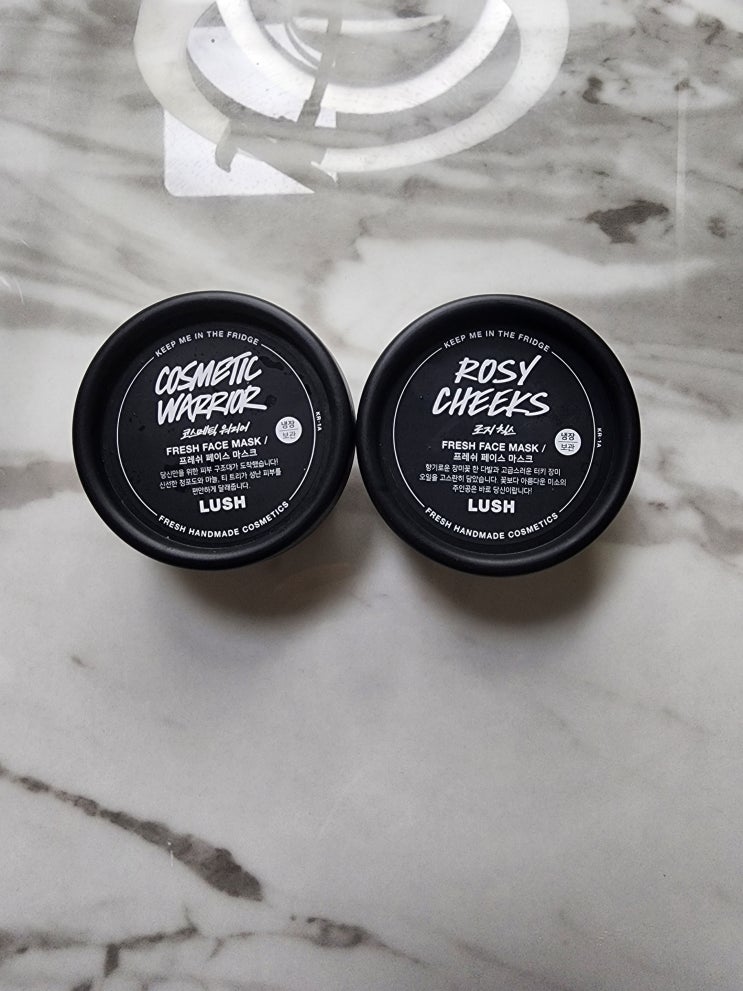 KEEP ME IN THE FRIDGE
COSMETIC
WARRIOR
코스메틱 워리어
FRESH FACE MASK /
프레쉬 페이스 마스크
당신만을 위한 피부 구조대가 도착했습니다!
신선한 청포도와 마늘, 티 트리가 성난 피부를
편안하게 달래줍니다.
LUSH
FRESH HANDMADE COSMETICS
냉장
보관
KR-1A
KEEP ME IN THE FRIDGE
ROSY
CHEEKS
로지 칙스
FRESH FACE MASK /
프레쉬 페이스 마스크
향기로운 장미꽃 한 다발과 고급스러운 터키 장미
오일을 고스란히 담았습니다. 꽃보다 아름다운 미소의
주인공은 바로 당신이랍니다!
LUSH
FRESH HANDMADE COSMETICS
냉장
보관
KR-1A